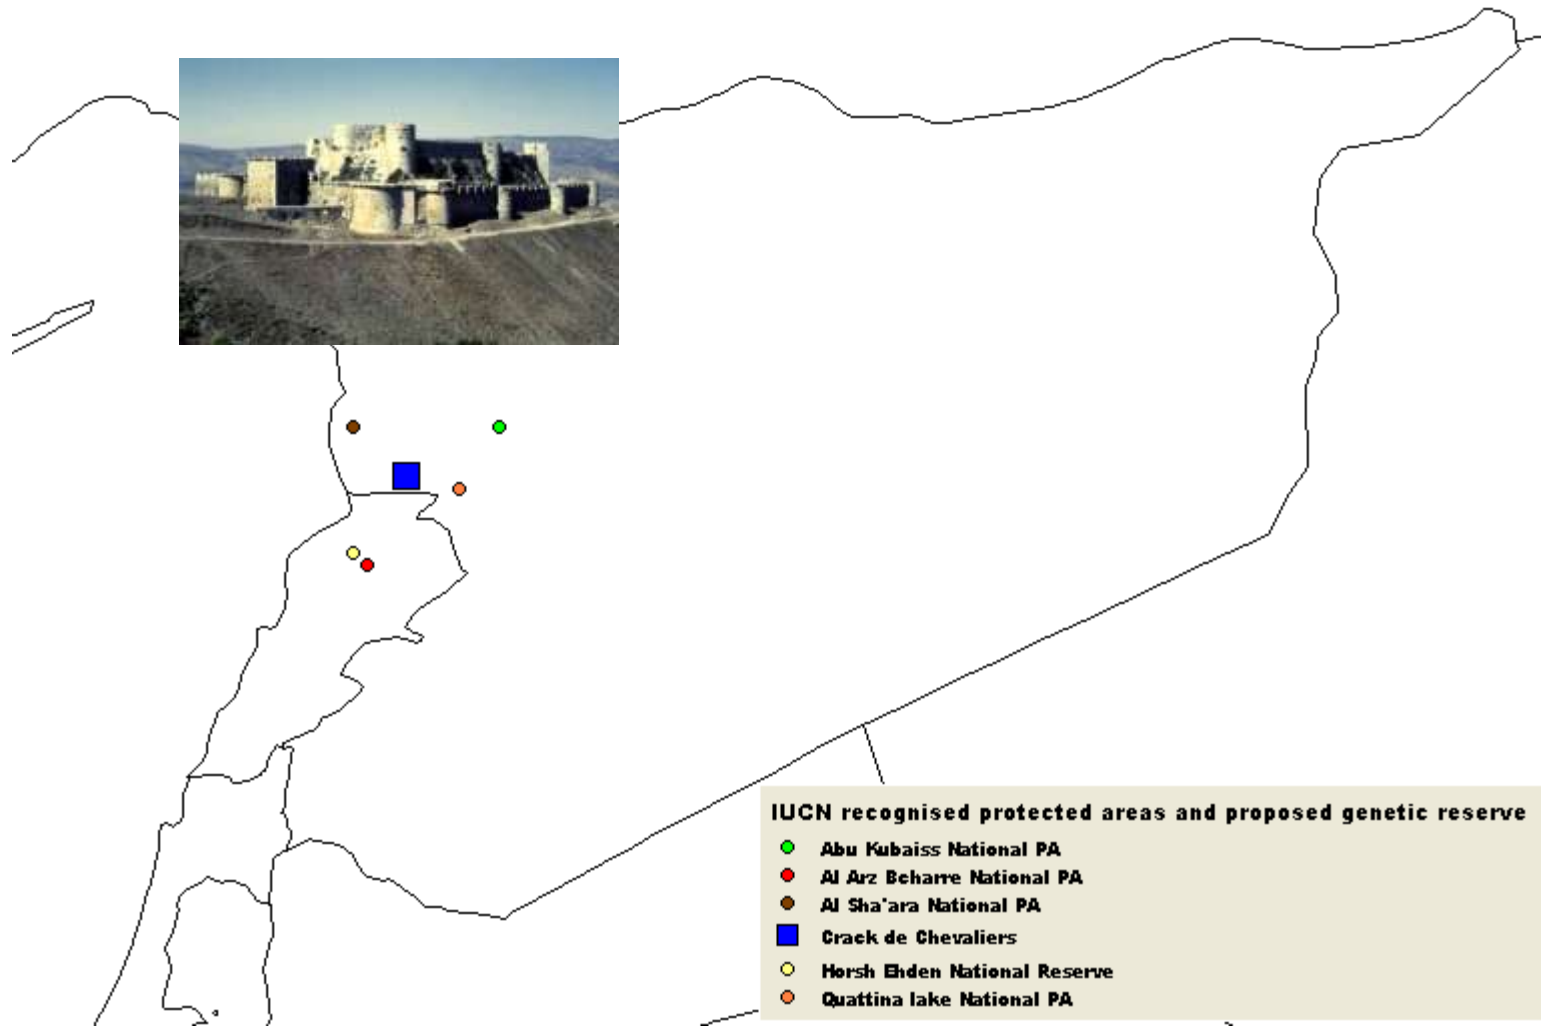 IUCN recognised protected areas and proposed genetic reserve
Abu Kubaiss National PA
Al Arz Bcharre National PA
Al Sha'ara National PA
Crack de Chevaliers
Horsh Ehden National Reserve
Quattina lake National PA